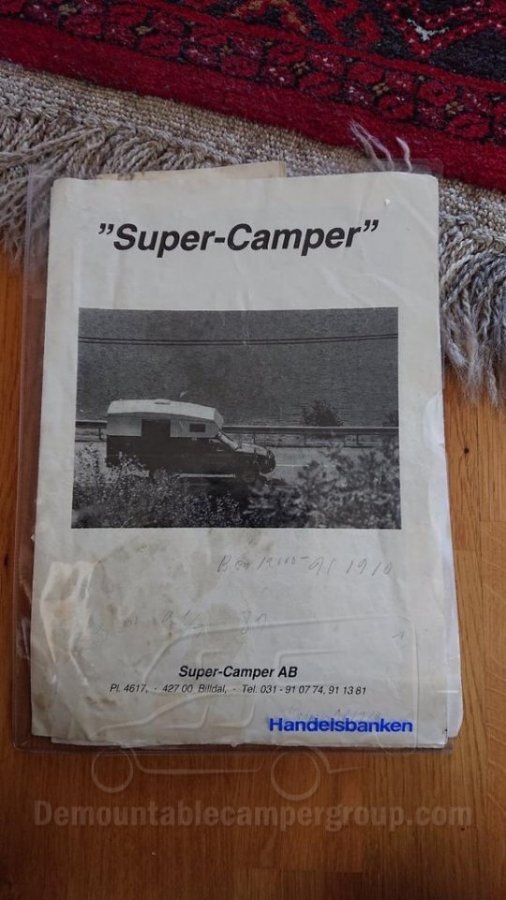 ”Super-Camper”
Super-Camper AB
Pl. 4617, - 427 00 Billdal, - Tel. 031 - 91 07 74, 91 13 81
Handelsbanken
Demountablecampergroup.com